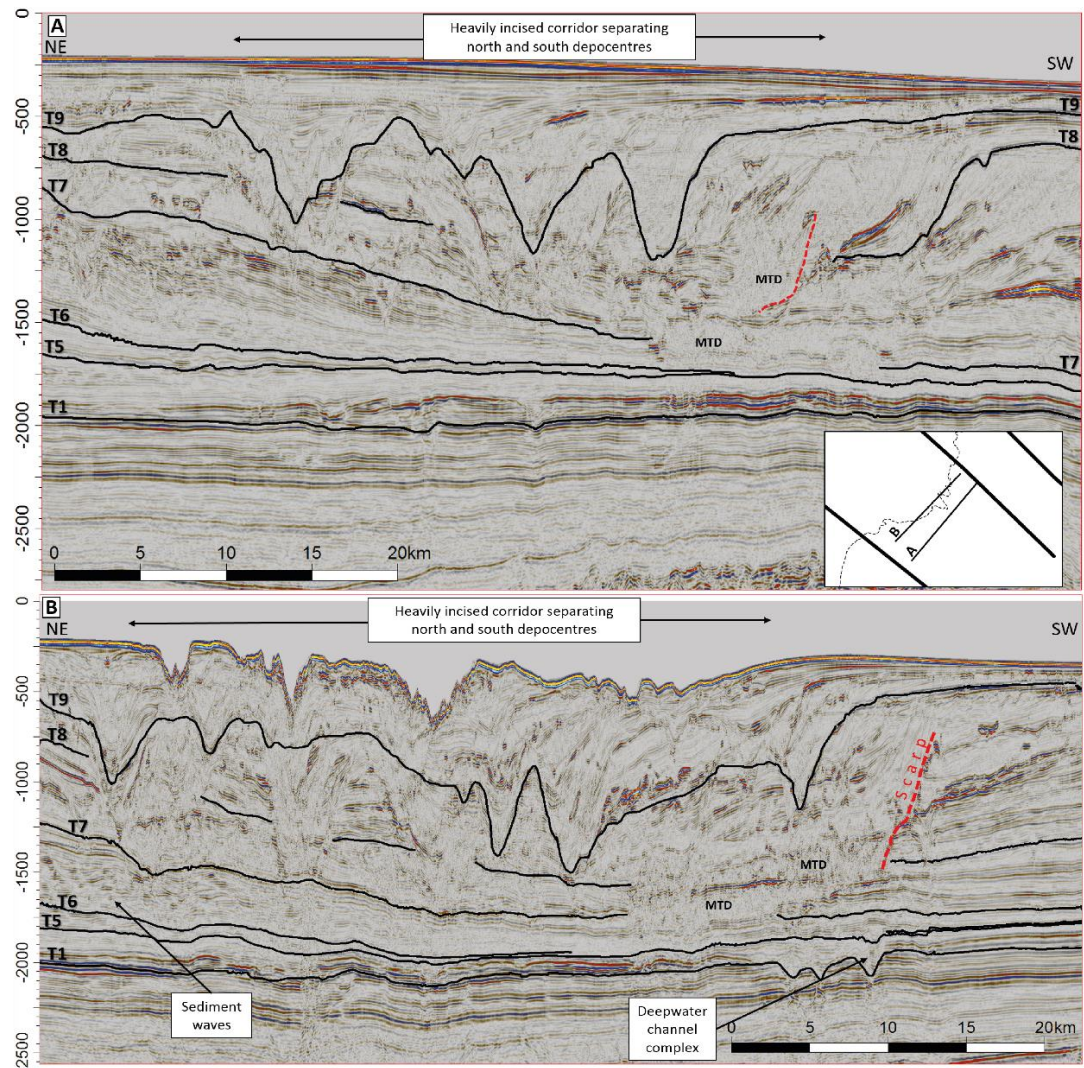 0
A
NE
Heavily incised corridor separating
north and south depocentres
SW
-500
T9
T9
T8
T8
T7
-1000
MTD
-1500
T6
MTD
T5
T7
T1
-2000
-2500
B
A
0 5 10 15 20km
0
B
NE
Heavily incised corridor separating
north and south depocentres
SW
-500
T9
T8
Scarp
-1000
T7
-1500
MTD
T6
MTD
T5
T1
-2000
Sediment
waves
Deepwater
channel
complex
0 5 10 15 20km
-2500